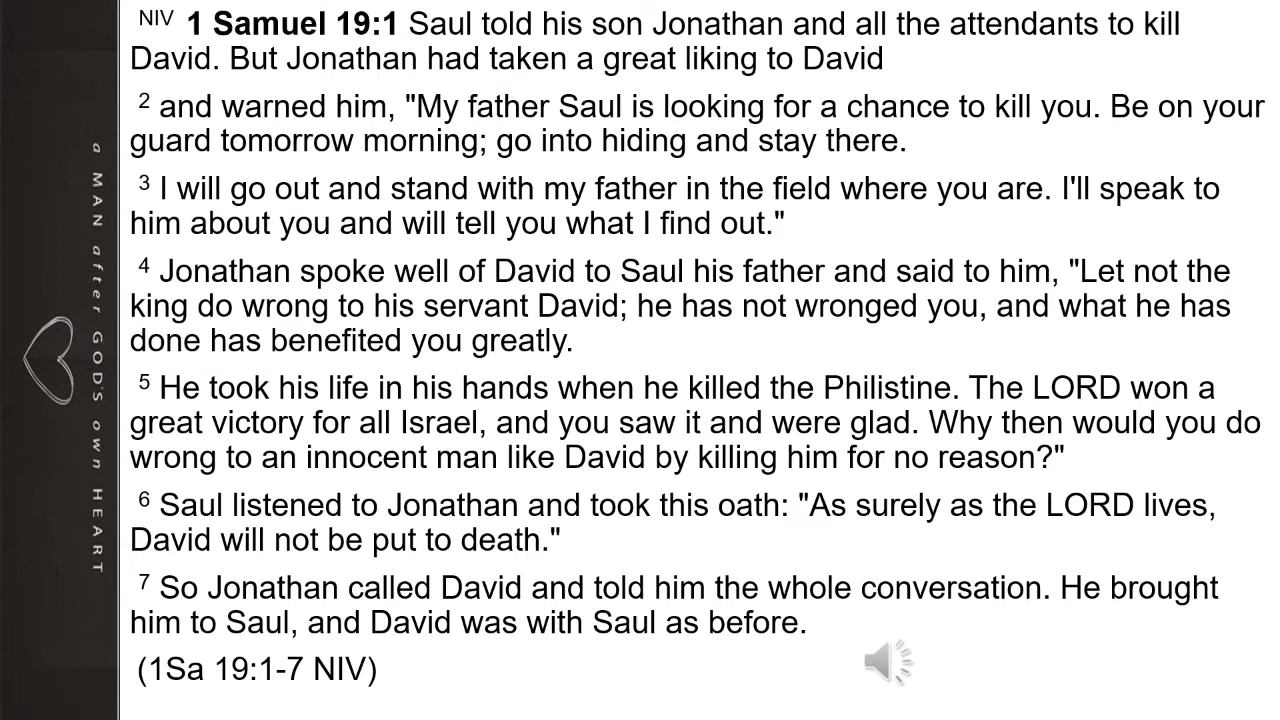 a MAN after GOD'S own HEART
NIV 1 Samuel 19:1 Saul told his son Jonathan and all the attendants to kill
David. But Jonathan had taken a great liking to David
2 and warned him, "My father Saul is looking for a chance to kill you. Be on your
guard tomorrow morning; go into hiding and stay there.
3 I will go out and stand with my father in the field where you are. I'll speak to
him about you and will tell you what I find out."
4 Jonathan spoke well of David to Saul his father and said to him, "Let not the
king do wrong to his servant David; he has not wronged you, and what he has
done has benefited you greatly.
5 He took his life in his hands when he killed the Philistine. The LORD won a
great victory for all Israel, and you saw it and were glad. Why then would you do
wrong to an innocent man like David by killing him for no reason?"
6 Saul listened to Jonathan and took this oath: "As surely as the LORD lives,
David will not be put to death."
7 So Jonathan called David and told him the whole conversation. He brought
him to Saul, and David was with Saul as before.
(1Sa 19:1-7 NIV)